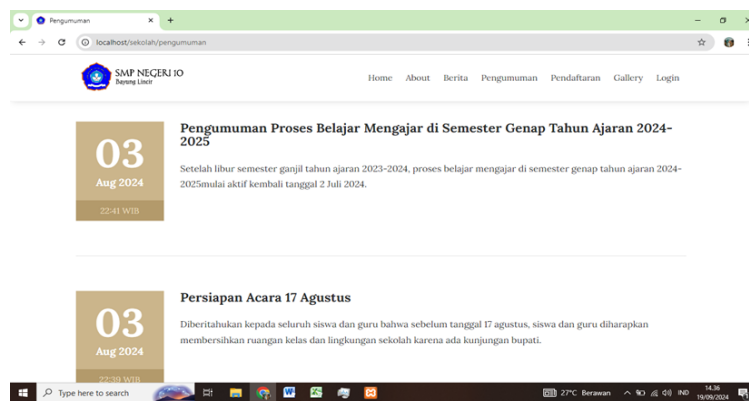 Pengumuman
localhost/sekolah/pengumuman
SMP NEGERI 10
Bayung Lincir
Home About Berita Pengumuman Pendaftaran Gallery Login
03
Aug 2024
22:41 WIB
Pengumuman Proses Belajar Mengajar di Semester Genap Tahun Ajaran 2024-
2025
Setelah libur semester ganjil tahun ajaran 2023-2024, proses belajar mengajar di semester genap tahun ajaran 2024-
2025mulai aktif kembali tanggal 2 Juli 2024.
03
Aug 2024
22:39 WIB
Persiapan Acara 17 Agustus
Diberitahukan kepada seluruh siswa dan guru bahwa sebelum tanggal 17 agustus, siswa dan guru diharapkan
membersihkan ruangan kelas dan lingkungan sekolah karena ada kunjungan bupati.
Type here to search
27°C Berawan
IND
14.36
19/09/2024